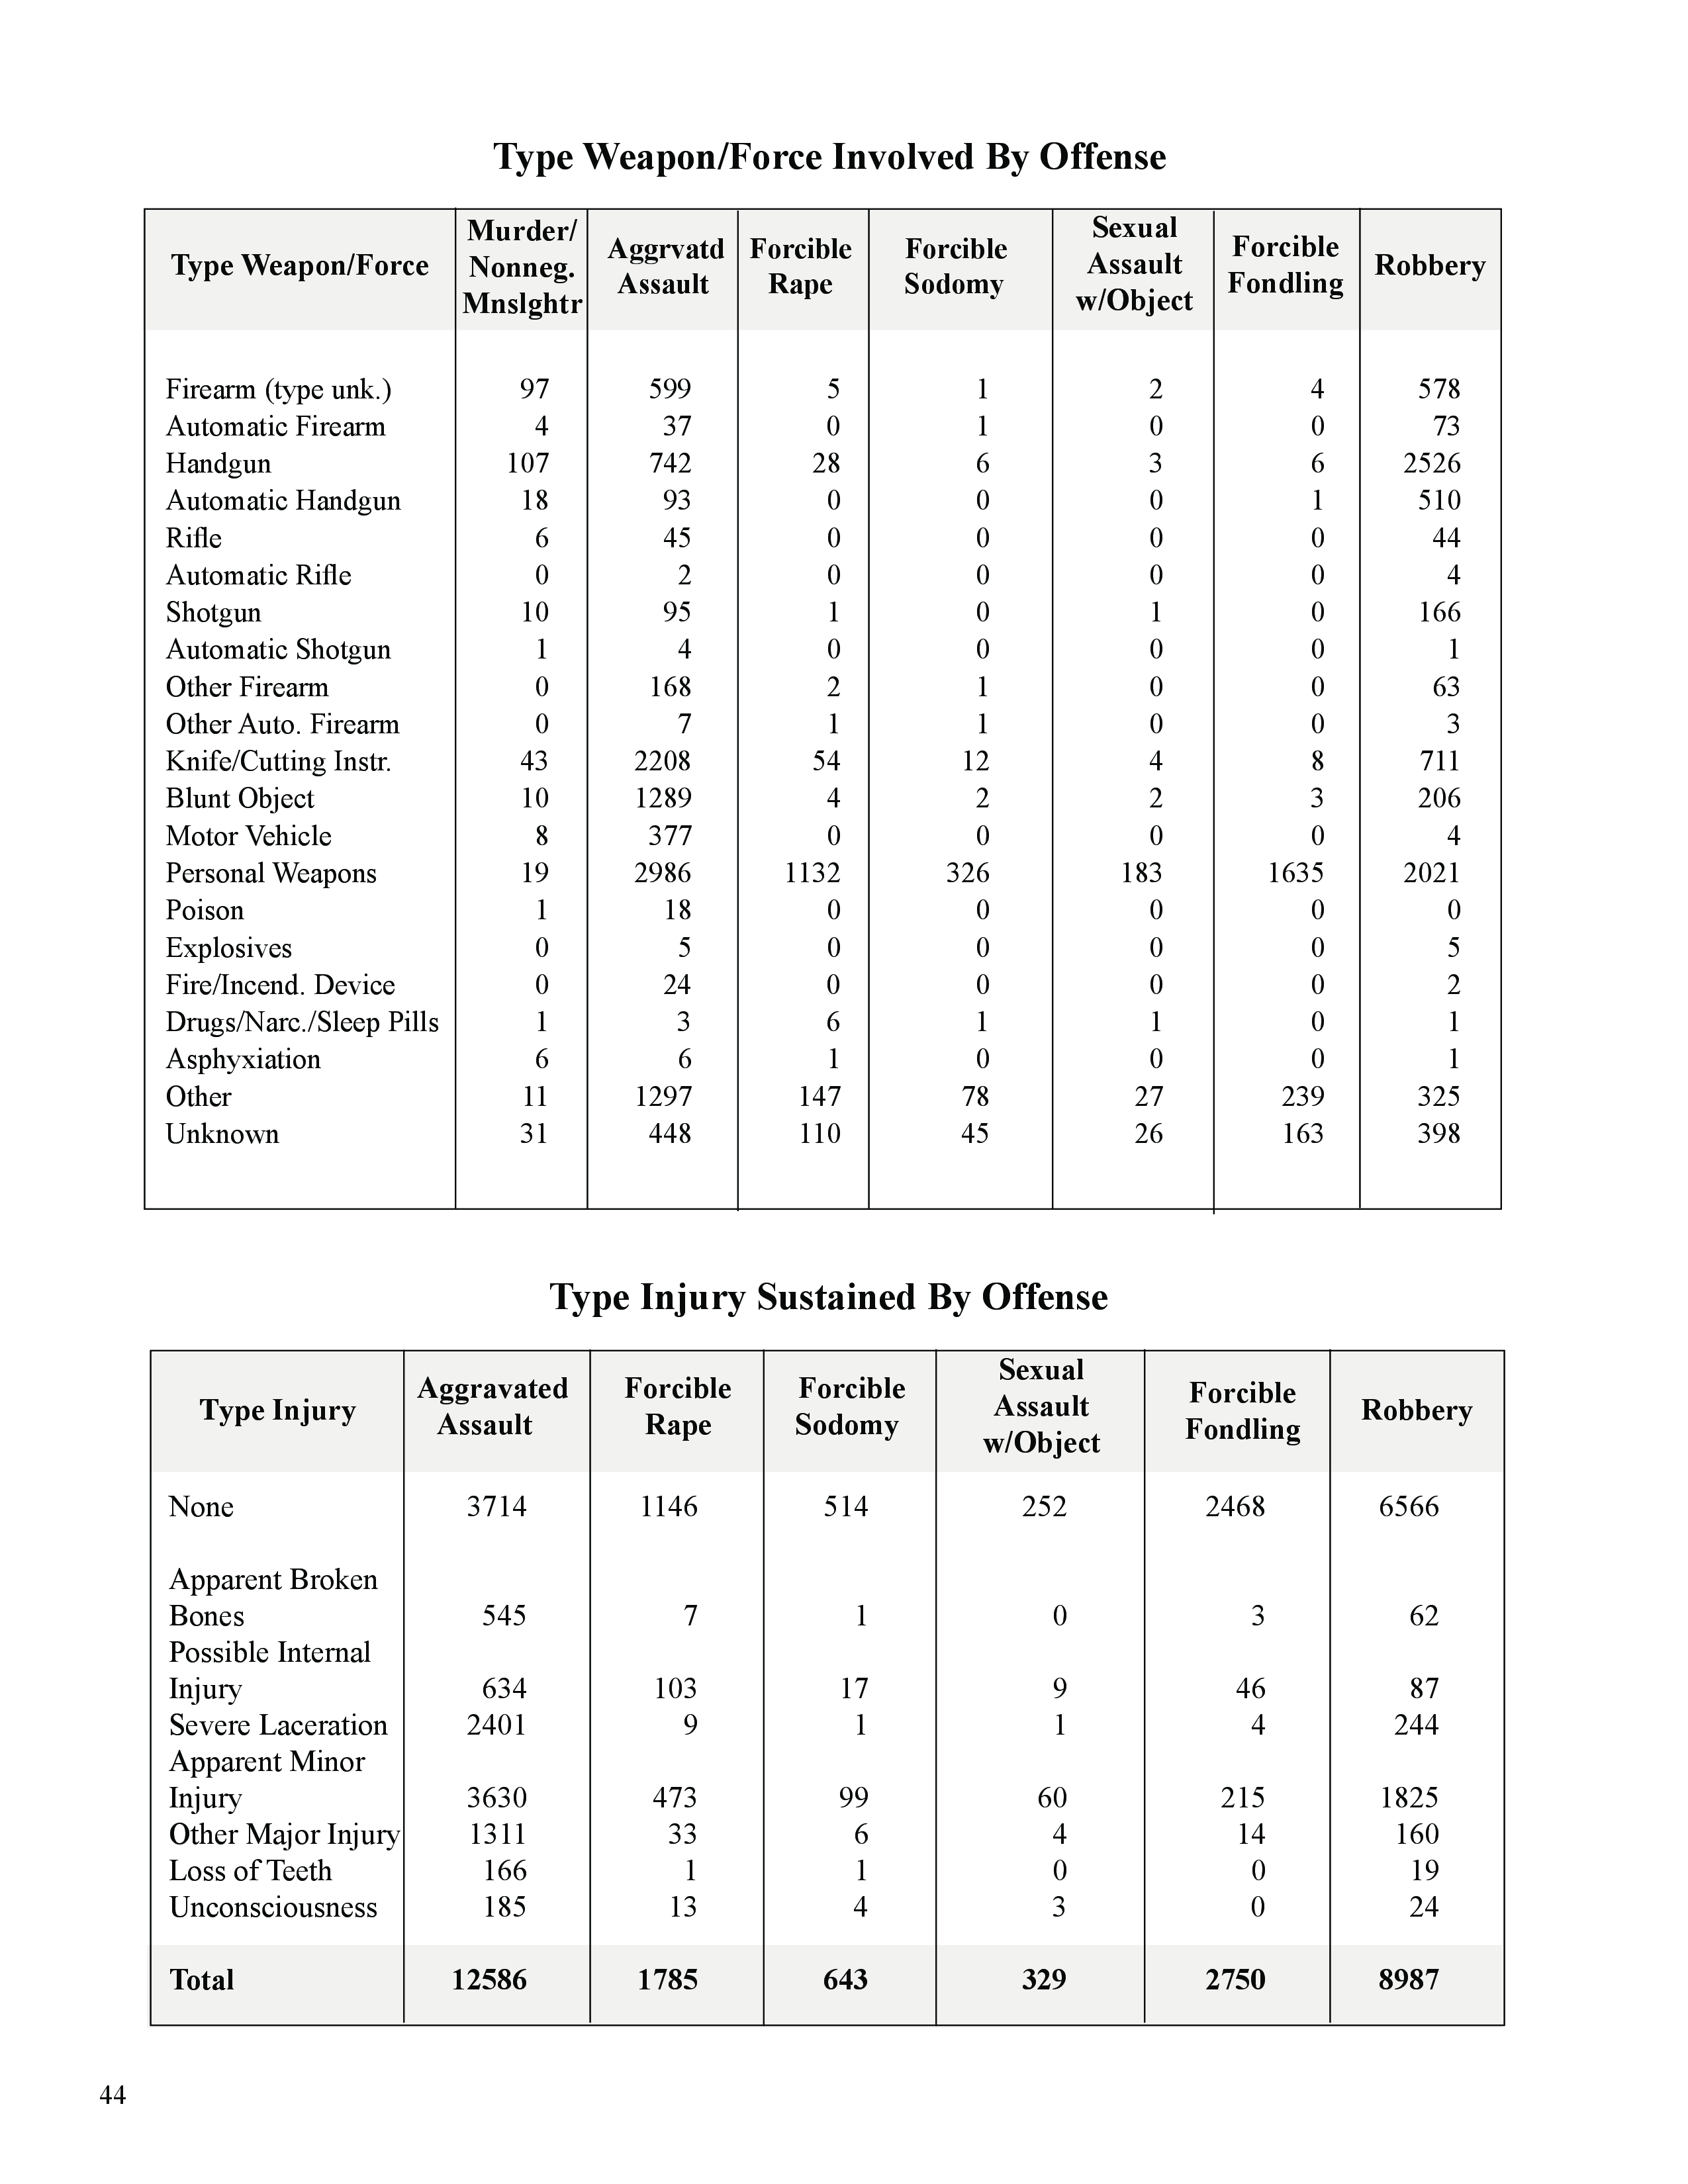 Type Weapon/Force Involved By Offense
Type Weapon/Force Murder/ Nonneg. Mnslghtr Aggrvatd Assault Forcible Rape Forcible Sodomy Sexual Assault w/Object Forcible Fondling Robbery
Firearm (type unk.) 97 599 5 1 2 4 578
Automatic Firearm 4 37 0 1 0 0 73
Handgun 107 742 28 6 3 6 2526
Automatic Handgun 18 93 0 0 0 1 510
Rifle 6 45 0 0 0 0 44
Automatic Rifle 0 2 0 0 0 0 4
Shotgun 10 95 1 0 1 0 166
Automatic Shotgun 1 4 0 0 0 0 1
Other Firearm 0 168 2 1 0 0 63
Other Auto. Firearm 0 7 1 1 0 0 3
Knife/Cutting Instr. 43 2208 54 12 4 8 711
Blunt Object 10 1289 4 2 2 3 206
Motor Vehicle 8 377 0 0 0 0 4
Personal Weapons 19 2986 1132 326 183 1635 2021
Poison 1 18 0 0 0 0 0
Explosives 0 5 0 0 0 0 5
Fire/Incend. Device 0 24 0 0 0 0 2
Drugs/Narc./Sleep Pills 1 3 6 1 1 0 1
Asphyxiation 6 6 1 0 0 0 1
Other 11 1297 147 78 27 239 325
Unknown 31 448 110 45 26 163 398
Type Injury Sustained By Offense
Type Injury Aggravated Assault Forcible Rape Forcible Sodomy Sexual Assault w/Object Forcible Fondling Robbery
None 3714 1146 514 252 2468 6566
Apparent Broken
Bones 545 7 1 0 3 62
Possible Internal
Injury 634 103 17 9 46 87
Severe Laceration 2401 9 1 1 4 244
Apparent Minor
Injury 3630 473 99 60 215 1825
Other Major Injury 1311 33 6 4 14 160
Loss of Teeth 166 1 1 0 0 19
Unconsciousness 185 13 4 3 0 24
Total 12586 1785 643 329 2750 8987
44